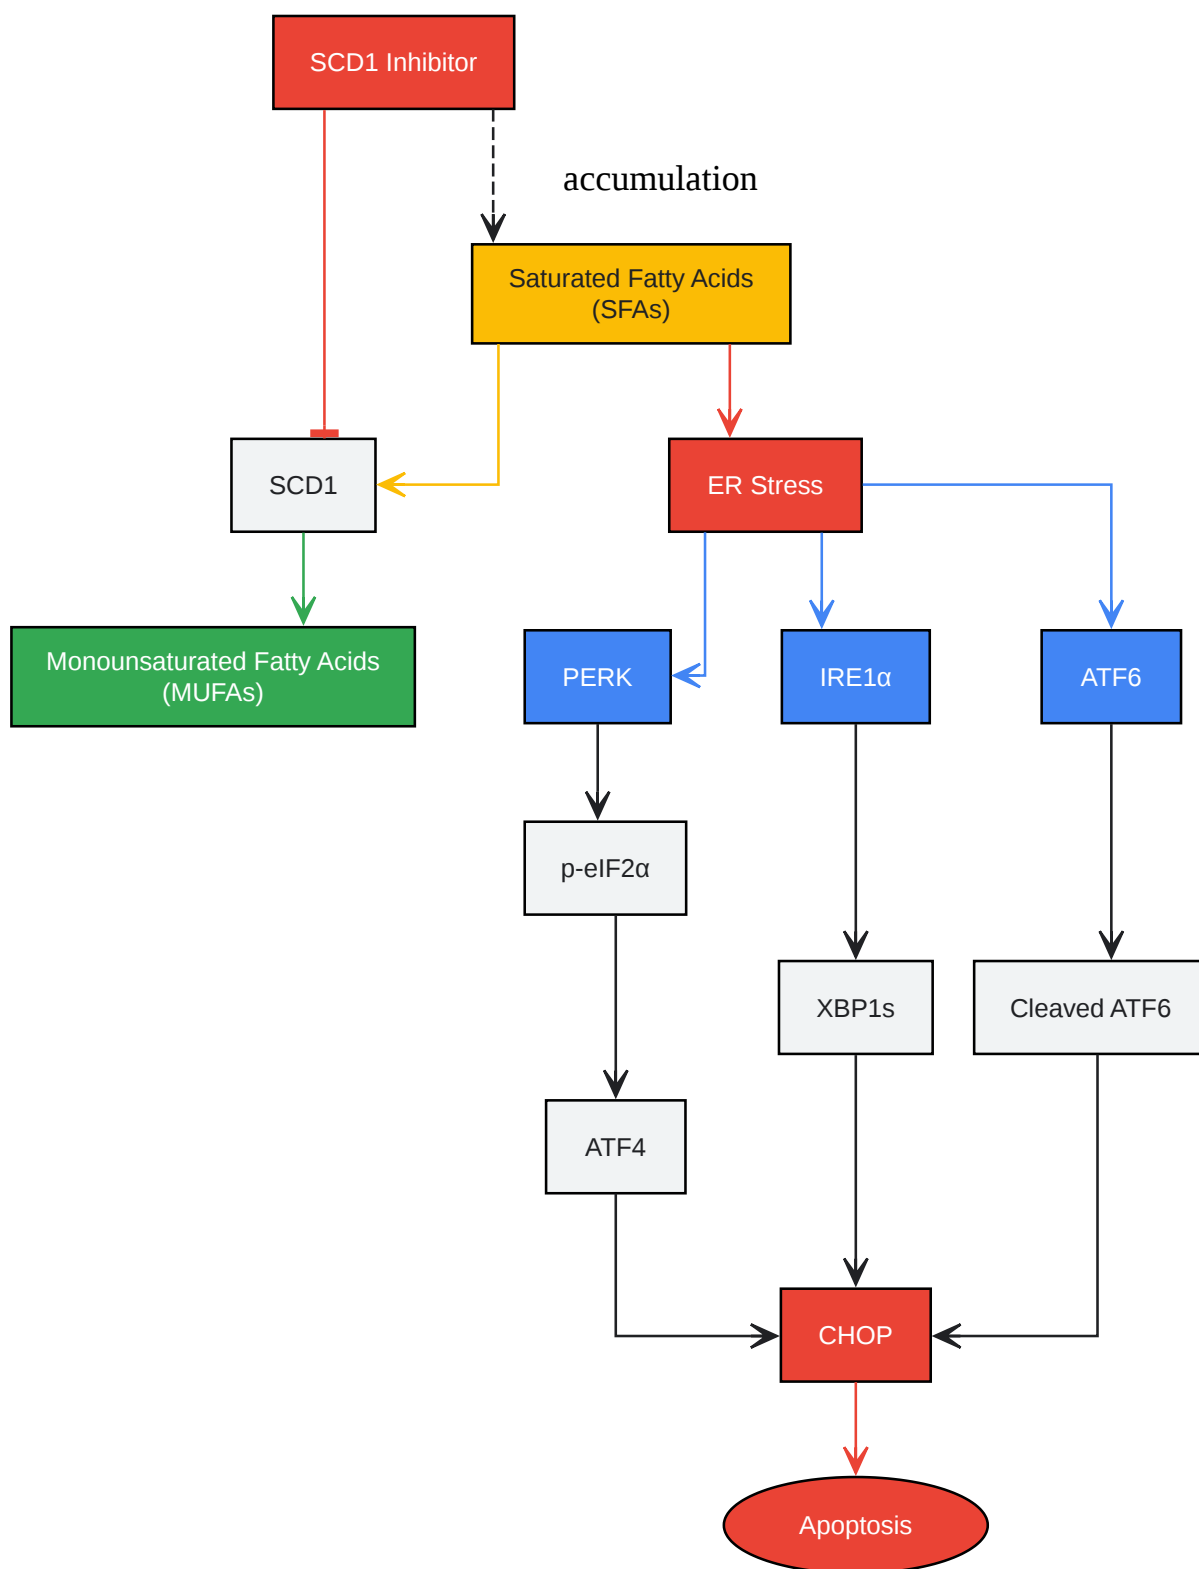 SCD1 Inhibitor
accumulation
Saturated Fatty Acids
(SFAs)
SCD1
ER Stress
Monounsaturated Fatty Acids
(MUFAs)
PERK
IRE1α
ATF6
p-eIF2α
XBP1s
Cleaved ATF6
ATF4
CHOP
Apoptosis